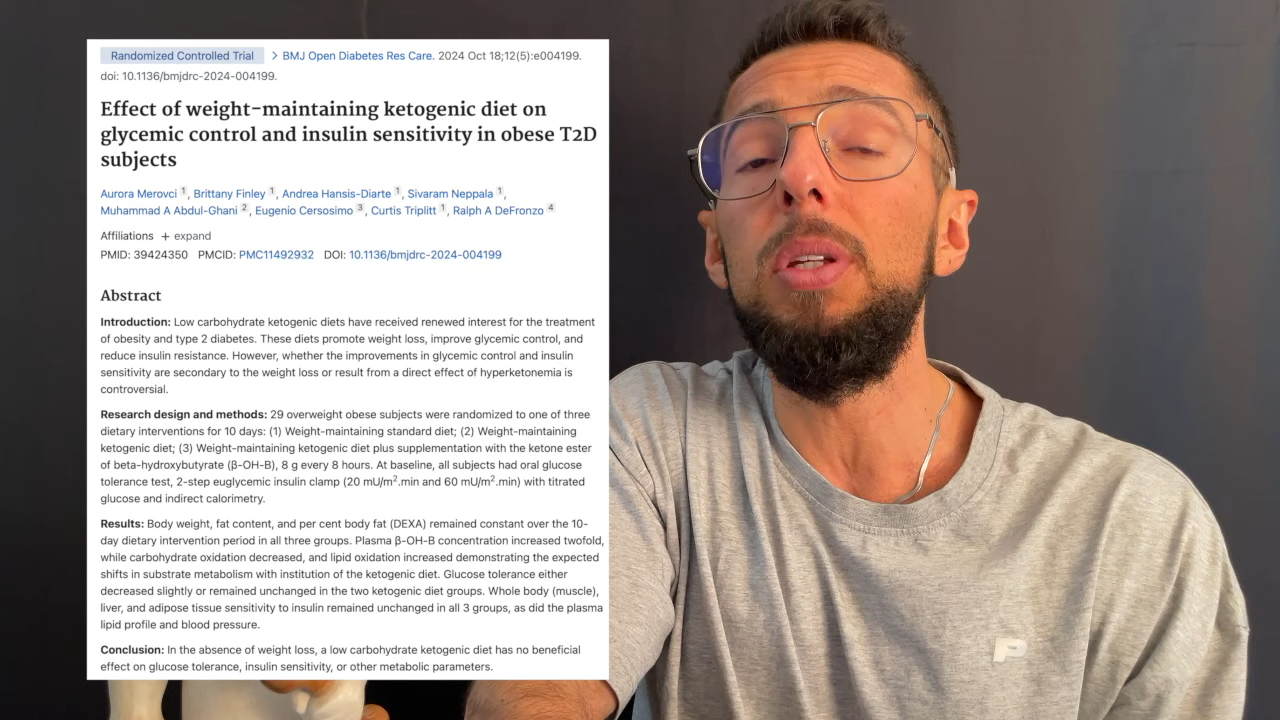 Randomized Controlled Trial > BMJ Open Diabetes Res Care. 2024 Oct 18;12(5):e004199.
doi: 10.1136/bmjdrc-2024-004199.
Effect of weight-maintaining ketogenic diet on
glycemic control and insulin sensitivity in obese T2D
subjects
Aurora Merovci 1, Brittany Finley 1, Andrea Hansis-Diarte 1, Sivaram Neppala 1,
Muhammad A Abdul-Ghani 2, Eugenio Cersosimo 3, Curtis Triplitt 1, Ralph A DeFronzo 4
Affiliations + expand
PMID: 39424350 PMCID: PMC11492932 DOI: 10.1136/bmjdrc-2024-004199
Abstract
Introduction: Low carbohydrate ketogenic diets have received renewed interest for the treatment
of obesity and type 2 diabetes. These diets promote weight loss, improve glycemic control, and
reduce insulin resistance. However, whether the improvements in glycemic control and insulin
sensitivity are secondary to the weight loss or result from a direct effect of hyperketonemia is
controversial.
Research design and methods: 29 overweight obese subjects were randomized to one of three
dietary interventions for 10 days: (1) Weight-maintaining standard diet; (2) Weight-maintaining
ketogenic diet; (3) Weight-maintaining ketogenic diet plus supplementation with the ketone ester
of beta-hydroxybutyrate (β-OH-B), 8 g every 8 hours. At baseline, all subjects had oral glucose
tolerance test, 2-step euglycemic insulin clamp (20 mU/m2.min and 60 mU/m2.min) with titrated
glucose and indirect calorimetry.
Results: Body weight, fat content, and per cent body fat (DEXA) remained constant over the 10-
day dietary intervention period in all three groups. Plasma β-OH-B concentration increased twofold,
while carbohydrate oxidation decreased, and lipid oxidation increased demonstrating the expected
shifts in substrate metabolism with institution of the ketogenic diet. Glucose tolerance either
decreased slightly or remained unchanged in the two ketogenic diet groups. Whole body (muscle),
liver, and adipose tissue sensitivity to insulin remained unchanged in all 3 groups, as did the plasma
lipid profile and blood pressure.
Conclusion: In the absence of weight loss, a low carbohydrate ketogenic diet has no beneficial
effect on glucose tolerance, insulin sensitivity, or other metabolic parameters.
P